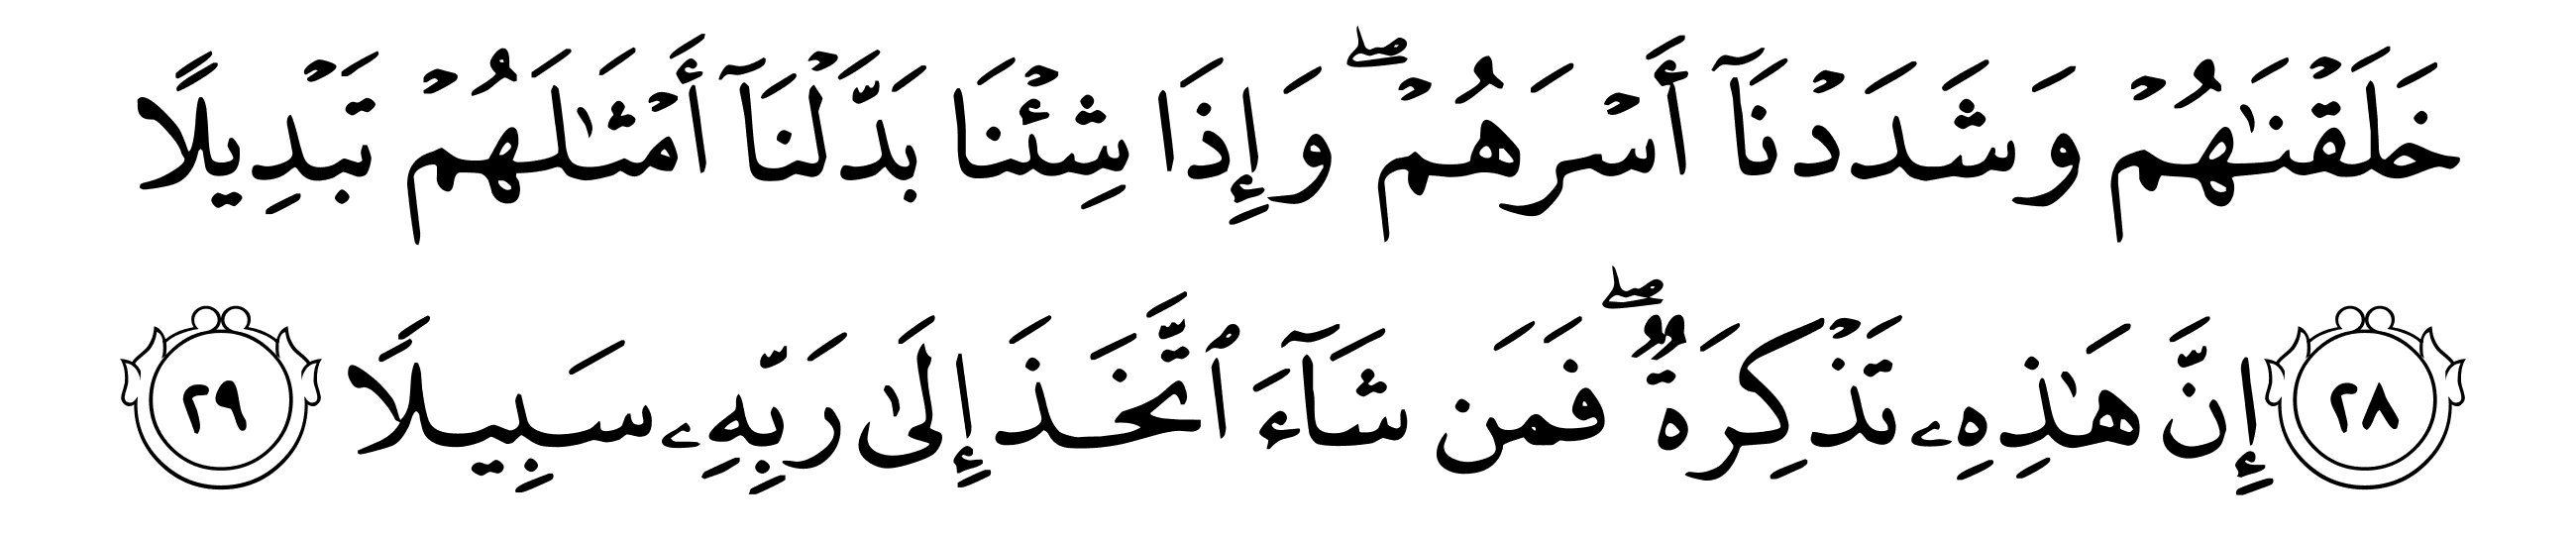 خَلَقۡنَٰهُمۡ وَشَدَدۡنَآ أَسۡرَهُمۡۖ وَإِذَا شِئۡنَا بَدَّلۡنَآ أَمۡثَٰلَهُمۡ تَبۡدِيلًا
٢٨ إِنَّ هَٰذِهِۦ تَذۡكِرَةٞۖ فَمَن شَآءَ ٱتَّخَذَ إِلَىٰ رَبِّهِۦ سَبِيلٗا ٢٩